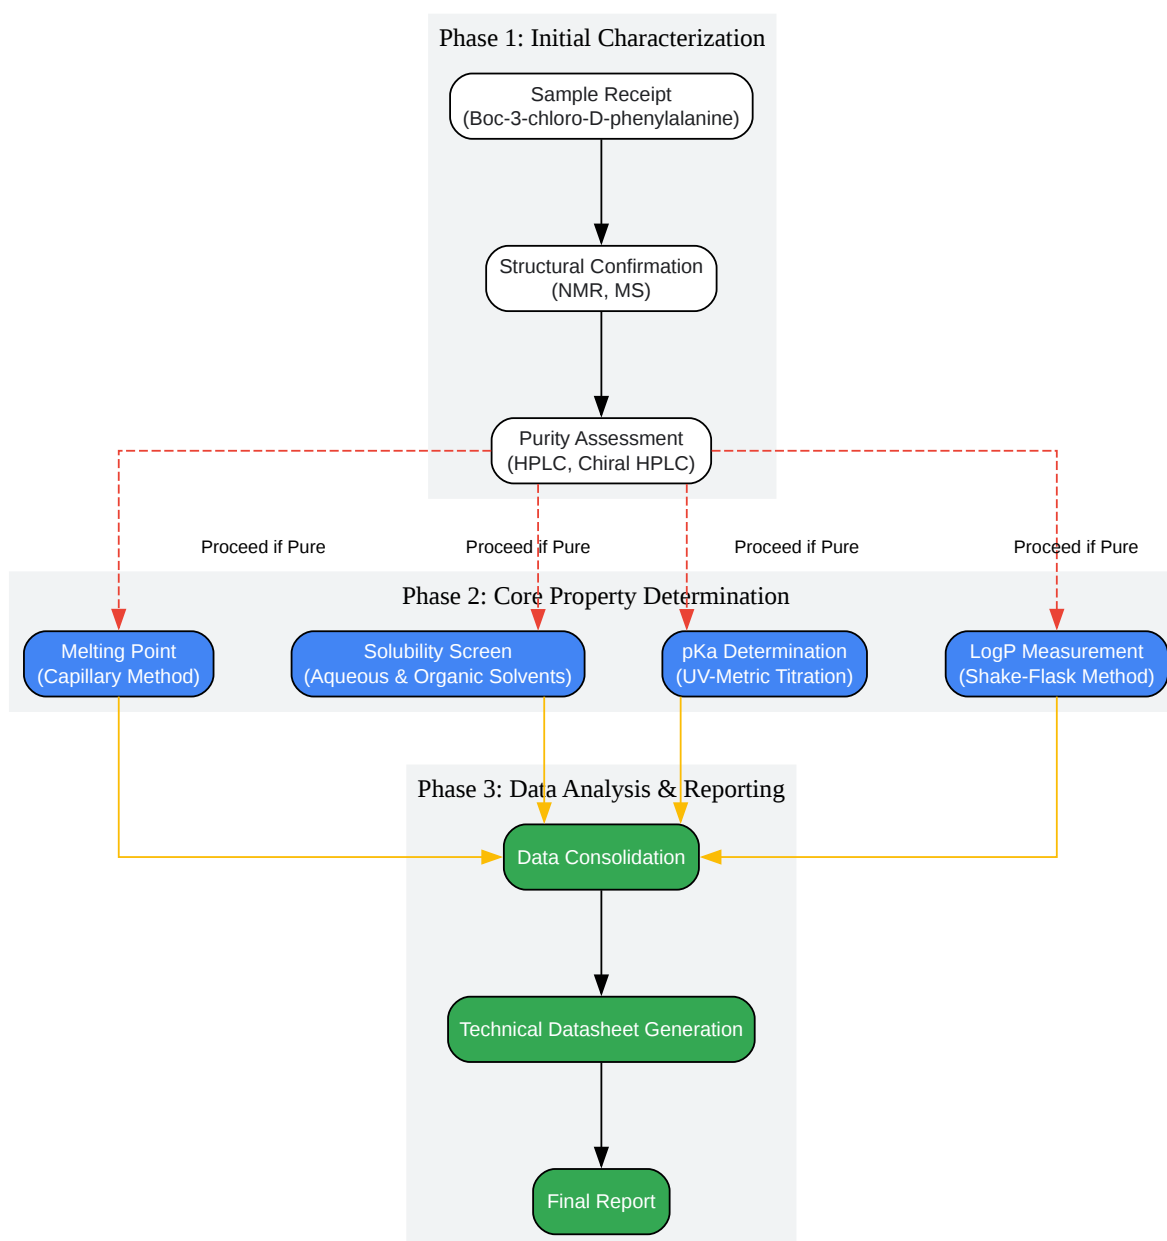 Phase 1: Initial Characterization
Sample Receipt
(Boc-3-chloro-D-phenylalanine)
Structural Confirmation
(NMR, MS)
Purity Assessment
(HPLC, Chiral HPLC)
Proceed if Pure
Proceed if Pure
Proceed if Pure
Proceed if Pure
Phase 2: Core Property Determination
Melting Point
(Capillary Method)
Solubility Screen
(Aqueous & Organic Solvents)
pKa Determination
(UV-Metric Titration)
LogP Measurement
(Shake-Flask Method)
Phase 3: Data Analysis & Reporting
Data Consolidation
Technical Datasheet Generation
Final Report